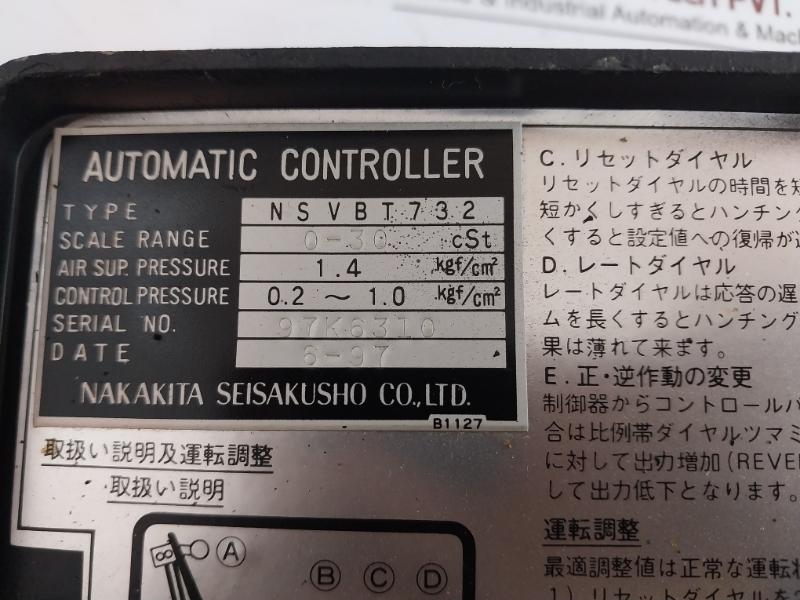 & Industrial Automation & Mach
AUTOMATIC CONTROLLER
TYPE NSVBT732
SCALE RANGE 0-30 cSt
AIR SUP. PRESSURE 1.4 kgf/cm²
CONTROL PRESSURE 0.2 ~ 1.0 kgf/cm²
SERIAL NO. 97K6310
DATE 6-97
NAKAKITA SEISAKUSHO CO., LTD.
B1127
取扱い説明及運転調整
・取扱い説明
A
B C D
C. リセットダイヤル
リセットダイヤルの時間を短
短かくしすぎるとハンチング
くすると設定値への復帰が
D. レートダイヤル
レートダイヤルは応答の遅
ムを長くするとハンチング
果は薄れて来ます。
E. 正・逆作動の変更
制御器からコントロールバ
合は比例帯ダイヤルツマミ
に対して出力増加(REVE
して出力低下となります。
運転調整
最適調整値は正常な運転状
1) リセットダイヤルを